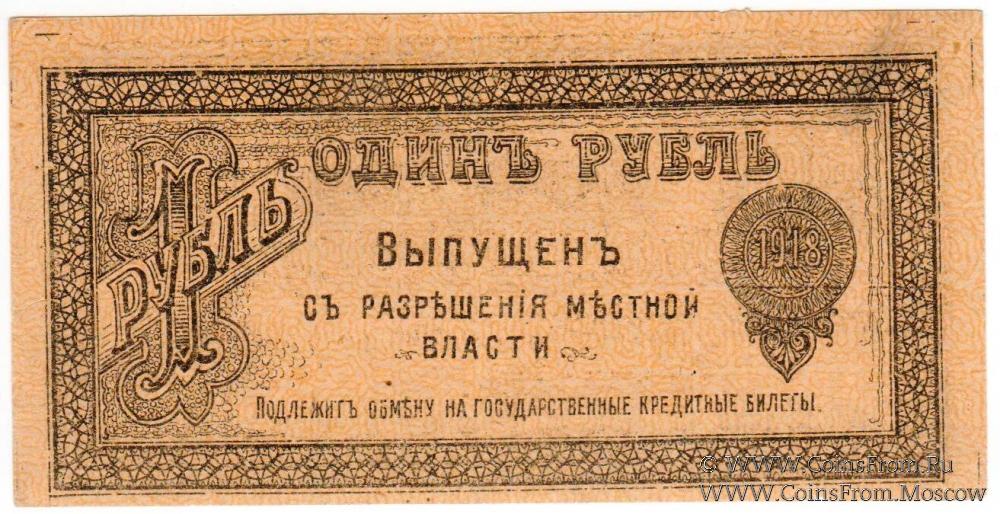 ОДИНЪ РУБЛЬ
1
РУБЛЬ
ВЫПУЩЕНЪ
СЪ РАЗРѢШЕНІЯ МѢСТНОЙ
ВЛАСТИ
1918
ПОДЛЕЖИТЪ ОБМѢНУ НА ГОСУДАРСТВЕННЫЕ КРЕДИТНЫЕ БИЛЕТЫ.
© www.CoinsFrom.Ru
www.CoinsFrom.Moscow